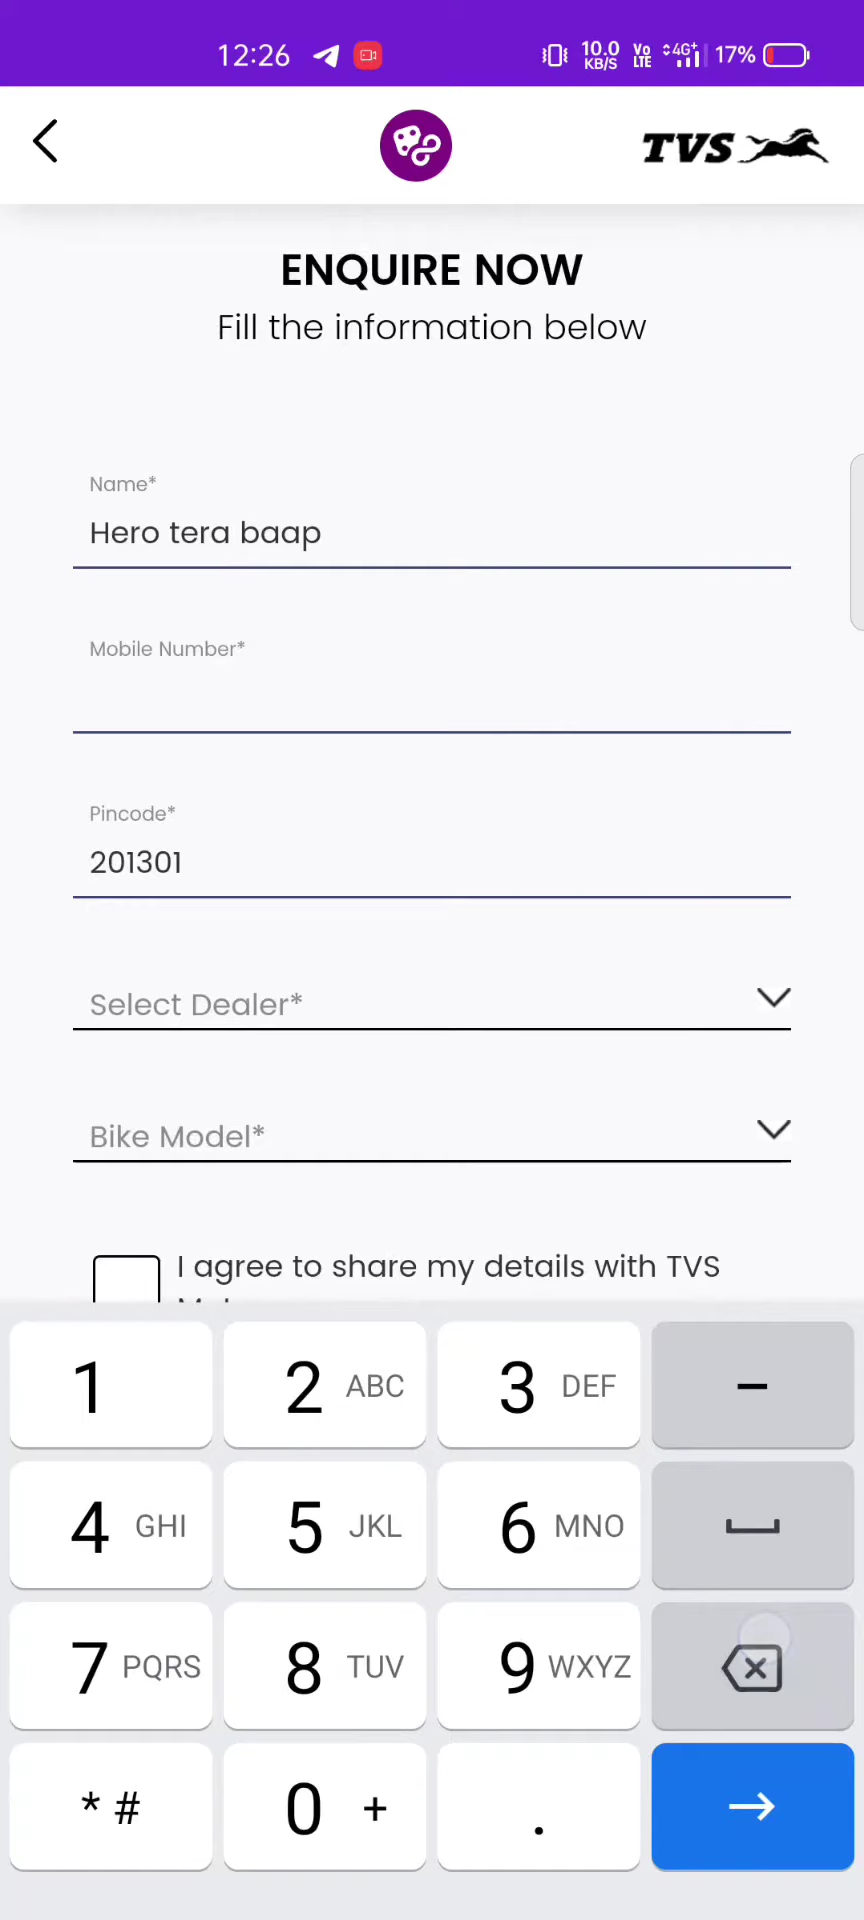 12:26
10.0 KB/S
Vo LTE
4G+
17%
TVS
ENQUIRE NOW
Fill the information below
Name*
Hero tera baap
Mobile Number*
Pincode*
201301
Select Dealer*
Bike Model*
I agree to share my details with TVS
1
2 ABC
3 DEF
–
4 GHI
5 JKL
6 MNO
7 PQRS
8 TUV
9 WXYZ
* #
0 +
.